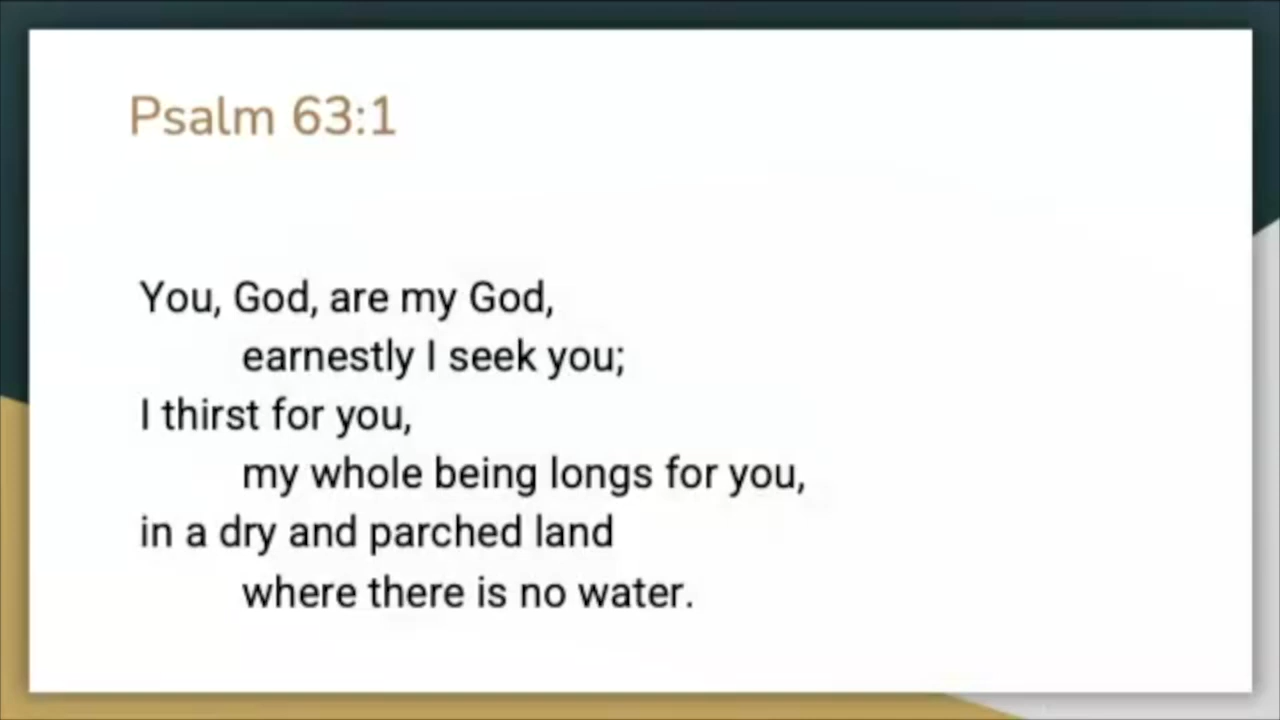 Psalm 63:1
You, God, are my God,
earnestly I seek you;
I thirst for you,
my whole being longs for you,
in a dry and parched land
where there is no water.